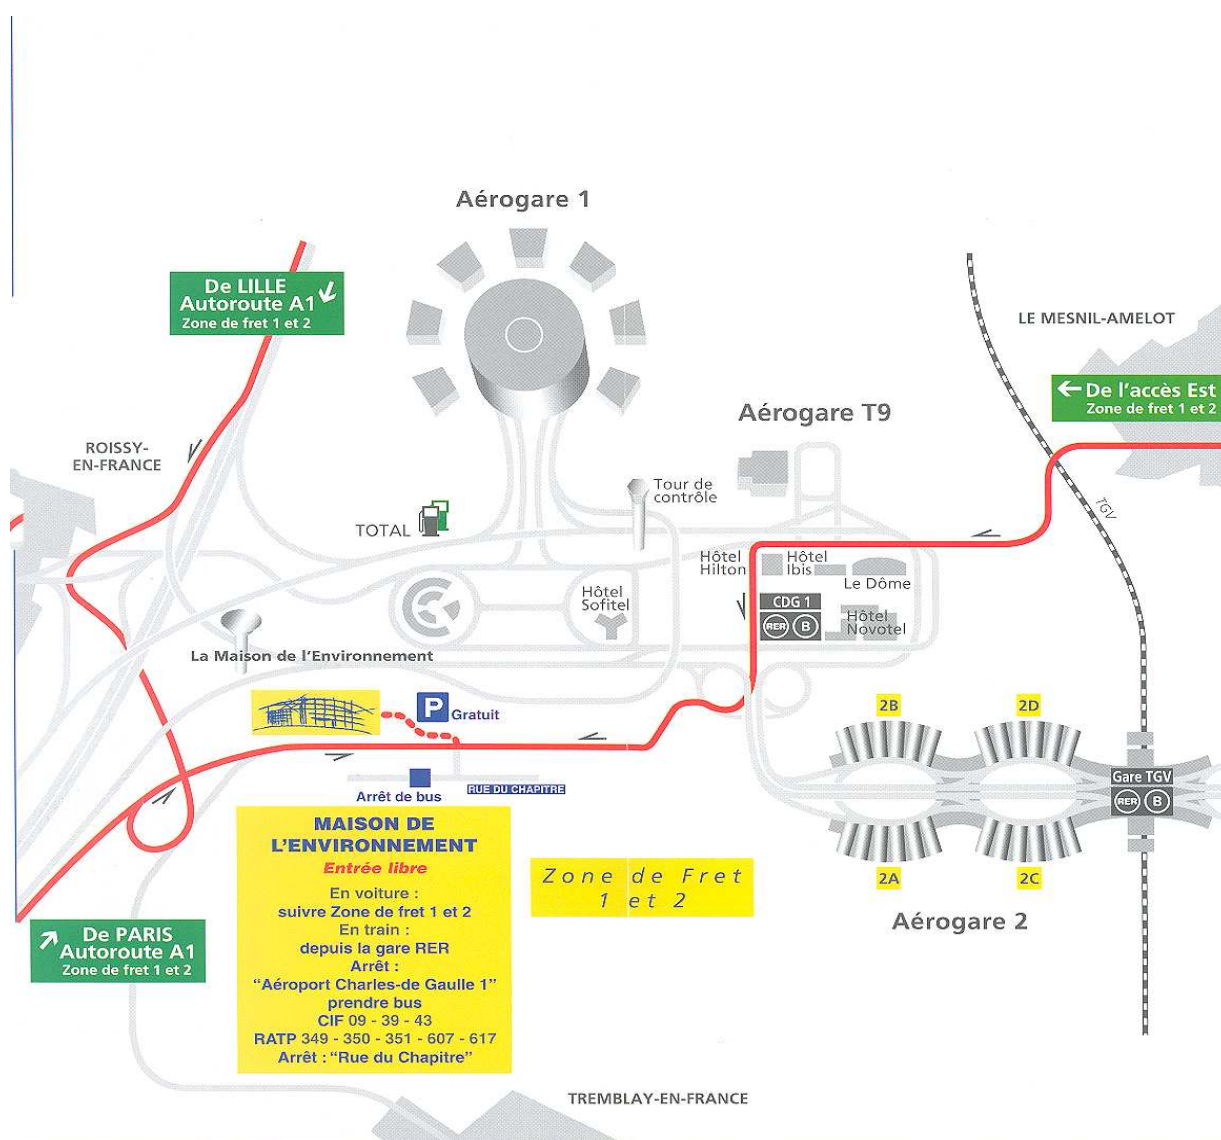 Aérogare 1
De LILLE
Autoroute A1
Zone de fret 1 et 2
LE MESNIL-AMELOT
De l'accès Est
Zone de fret 1 et 2
Aérogare T9
ROISSY-
EN-FRANCE
Tour de
contrôle
TGV
TOTAL
Hôtel
Hilton
Hôtel
Ibis
Le Dôme
Hôtel
Sofitel
CDG 1
RER B
Hôtel
Novotel
La Maison de l'Environnement
P Gratuit
2B
2D
Gare TGV
RER B
Arrêt de bus
RUE DU CHAPITRE
MAISON DE
L'ENVIRONNEMENT
Entrée libre
En voiture :
suivre Zone de fret 1 et 2
En train :
depuis la gare RER
Arrêt :
“Aéroport Charles-de Gaulle 1”
prendre bus
CIF 09 - 39 - 43
RATP 349 - 350 - 351 - 607 - 617
Arrêt : “Rue du Chapitre”
Zone de Fret
1 et 2
2A
2C
Aérogare 2
De PARIS
Autoroute A1
Zone de fret 1 et 2
TREMBLAY-EN-FRANCE